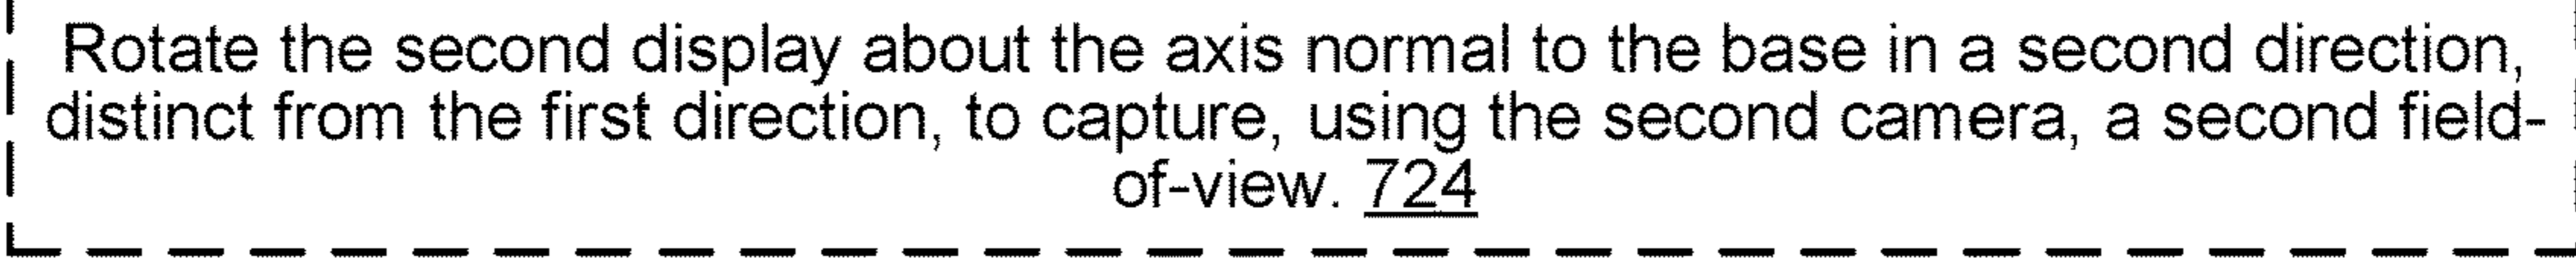 Rotate the second display about the axis normal to the base in a second direction,
distinct from the first direction, to capture, using the second camera, a second field-
of-view. 724